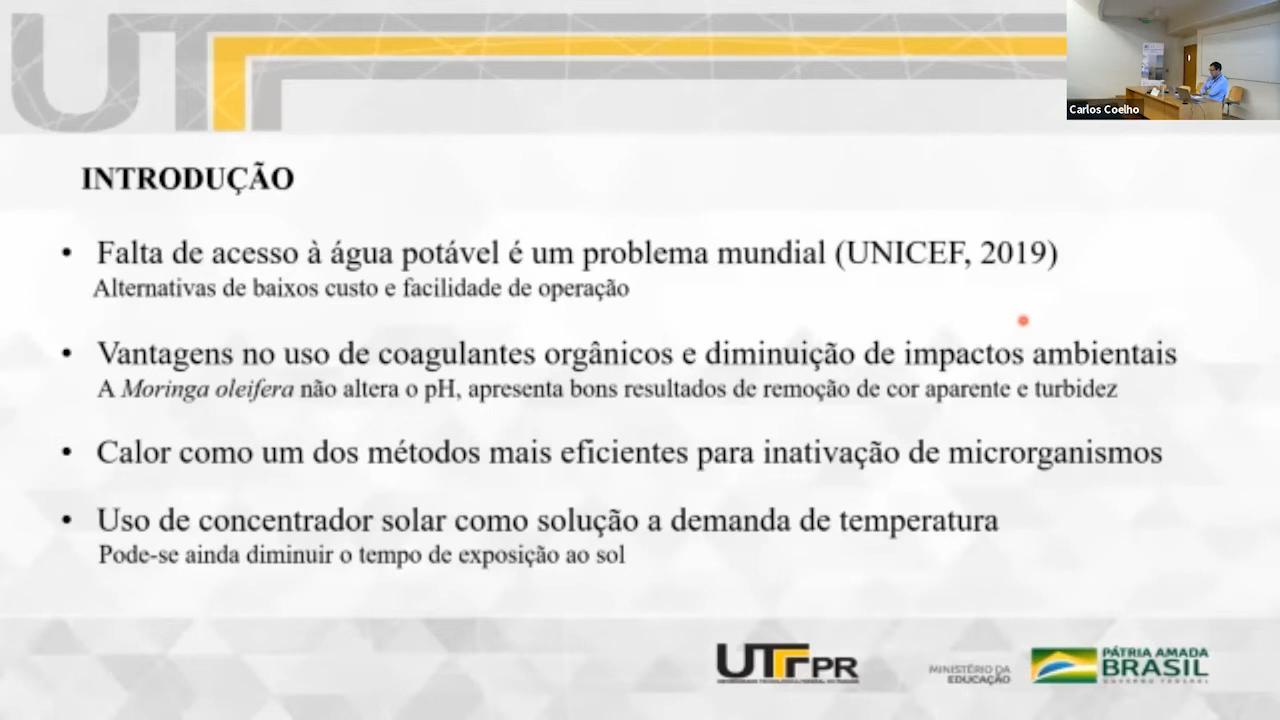 UTF
Carlos Coelho
INTRODUÇÃO
• Falta de acesso à água potável é um problema mundial (UNICEF, 2019)
Alternativas de baixos custo e facilidade de operação
• Vantagens no uso de coagulantes orgânicos e diminuição de impactos ambientais
A Moringa oleifera não altera o pH, apresenta bons resultados de remoção de cor aparente e turbidez
• Calor como um dos métodos mais eficientes para inativação de microrganismos
• Uso de concentrador solar como solução a demanda de temperatura
Pode-se ainda diminuir o tempo de exposição ao sol
UTFPR
MINISTÉRIO DA
EDUCAÇÃO
PÁTRIA AMADA
BRASIL
GOVERNO FEDERAL